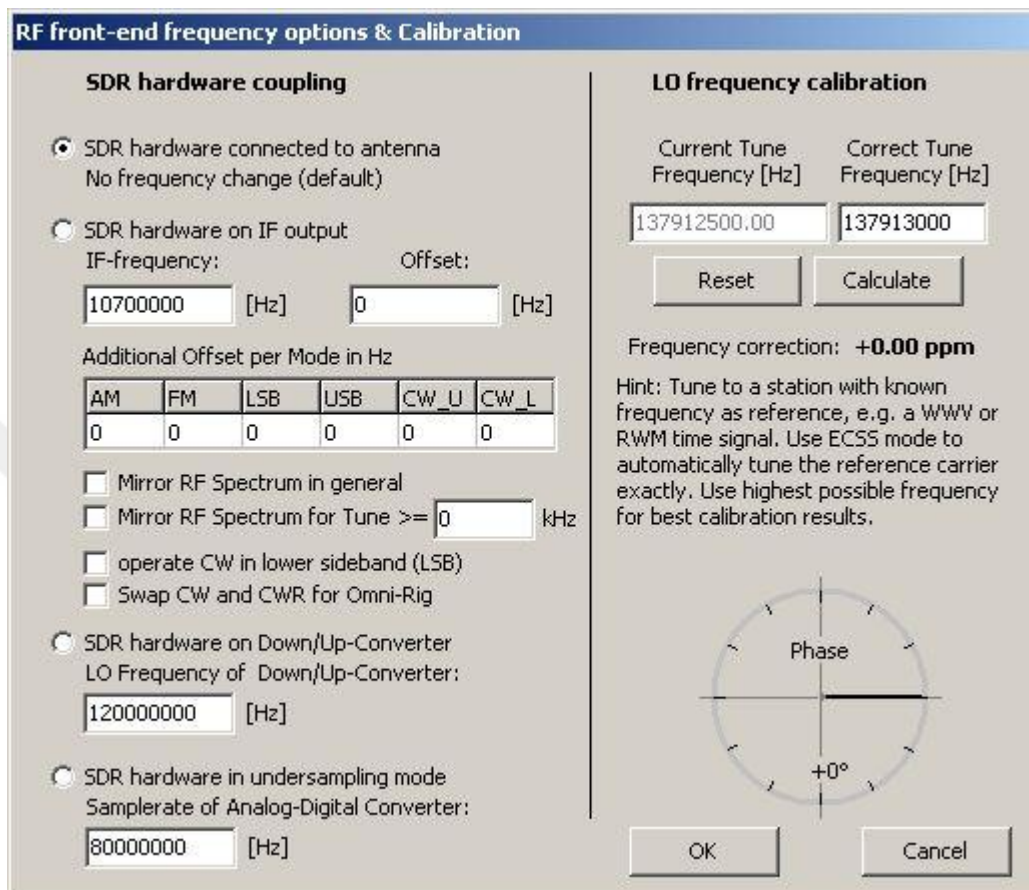 RF front-end frequency options & Calibration
SDR hardware coupling
SDR hardware connected to antenna
No frequency change (default)
SDR hardware on IF output
IF-frequency: Offset:
10700000 [Hz] 0 [Hz]
Additional Offset per Mode in Hz
AM FM LSB USB CW_U CW_L
0 0 0 0 0 0
Mirror RF Spectrum in general
Mirror RF Spectrum for Tune >= 0 kHz
operate CW in lower sideband (LSB)
Swap CW and CWR for Omni-Rig
SDR hardware on Down/Up-Converter
LO Frequency of Down/Up-Converter:
120000000 [Hz]
SDR hardware in undersampling mode
Samplerate of Analog-Digital Converter:
80000000 [Hz]
LO frequency calibration
Current Tune Correct Tune
Frequency [Hz] Frequency [Hz]
137912500.00 137913000
Reset Calculate
Frequency correction: +0.00 ppm
Hint: Tune to a station with known
frequency as reference, e.g. a WWV or
RWM time signal. Use ECSS mode to
automatically tune the reference carrier
exactly. Use highest possible frequency
for best calibration results.
Phase
+0°
OK Cancel